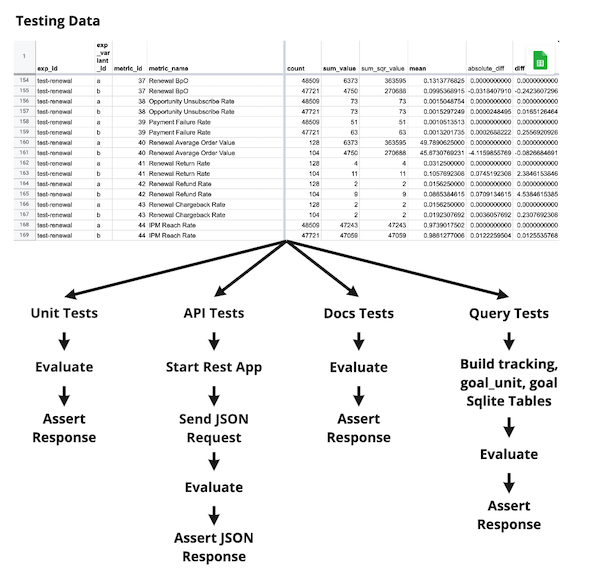 Testing Data
1 exp_id exp_var iant _id metric_id metric_name count sum_value sum_sqr_value mean absolute_diff diff
154 test-renewal a 37 Renewal BpO 48509 6373 363595 0.1313776825 0.0000000000 0.0000000000
155 test-renewal b 37 Renewal BpO 47721 4750 270688 0.0995368915 -0.0318407910 -0.2423607296
156 test-renewal a 38 Opportunity Unsubscribe Rate 48509 73 73 0.0015048754 0.0000000000 0.0000000000
157 test-renewal b 38 Opportunity Unsubscribe Rate 47721 73 73 0.0015297249 0.0000248495 0.0165126464
158 test-renewal a 39 Payment Failure Rate 48509 51 51 0.0010513513 0.0000000000 0.0000000000
159 test-renewal b 39 Payment Failure Rate 47721 63 63 0.0013201735 0.0002688222 0.2556920926
160 test-renewal a 40 Renewal Average Order Value 128 6373 363595 49.7890625000 0.0000000000 0.0000000000
161 test-renewal b 40 Renewal Average Order Value 104 4750 270688 45.6730769231 -4.1159855769 -0.0826684691
162 test-renewal a 41 Renewal Return Rate 128 4 4 0.0312500000 0.0000000000 0.0000000000
163 test-renewal b 41 Renewal Return Rate 104 11 11 0.1057692308 0.0745192308 2.3846153846
164 test-renewal a 42 Renewal Refund Rate 128 2 2 0.0156250000 0.0000000000 0.0000000000
165 test-renewal b 42 Renewal Refund Rate 104 9 9 0.0865384615 0.0709134615 4.5384615385
166 test-renewal a 43 Renewal Chargeback Rate 128 2 2 0.0156250000 0.0000000000 0.0000000000
167 test-renewal b 43 Renewal Chargeback Rate 104 2 2 0.0192307692 0.0036057692 0.2307692308
168 test-renewal a 44 IPM Reach Rate 48509 47243 47243 0.9739017502 0.0000000000 0.0000000000
169 test-renewal b 44 IPM Reach Rate 47721 47059 47059 0.9861277006 0.0122259504 0.0125535768
Unit Tests
Evaluate
Assert
Response
API Tests
Start Rest App
Send JSON
Request
Evaluate
Assert JSON
Response
Docs Tests
Evaluate
Assert
Response
Query Tests
Build tracking,
goal_unit, goal
Sqlite Tables
Evaluate
Assert
Response